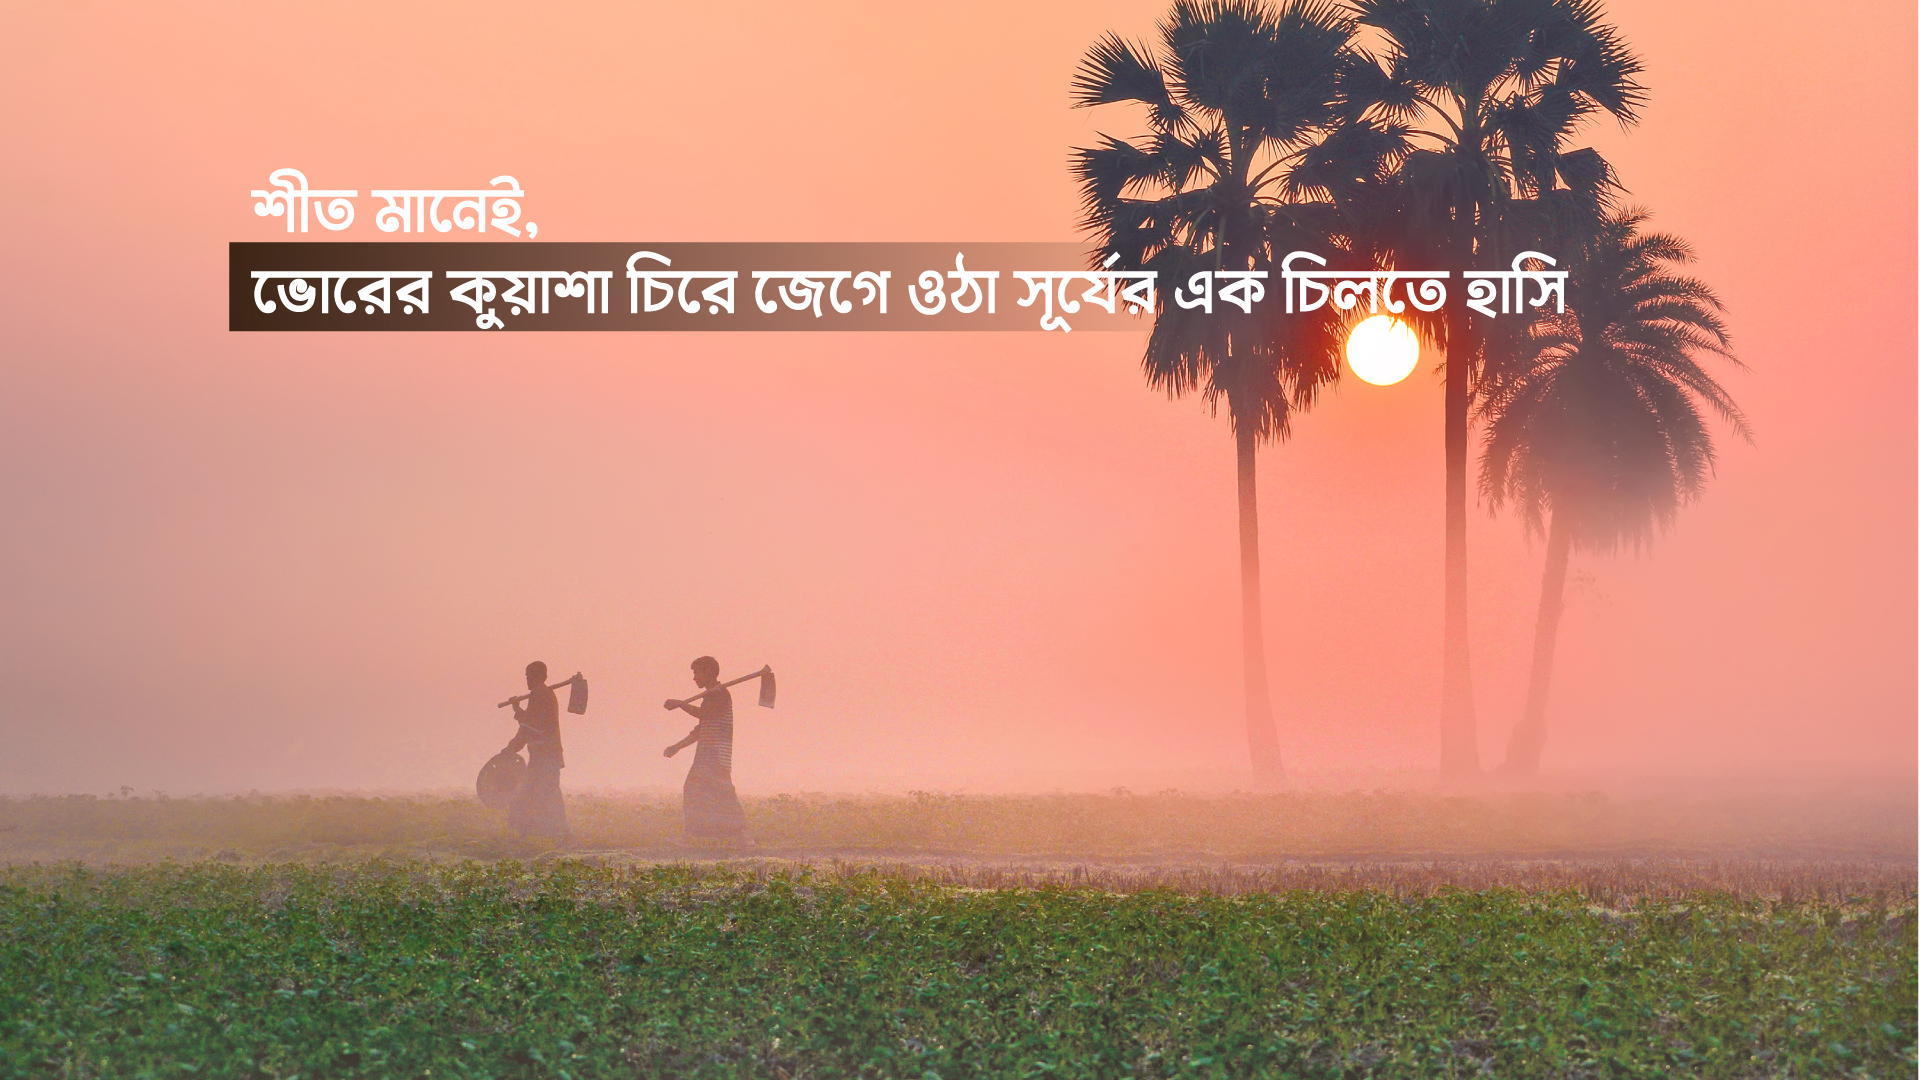 শীত মানেই,
ভোরের কুয়াশা চিরে জেগে ওঠা সূর্যের এক চিলতে হাসি